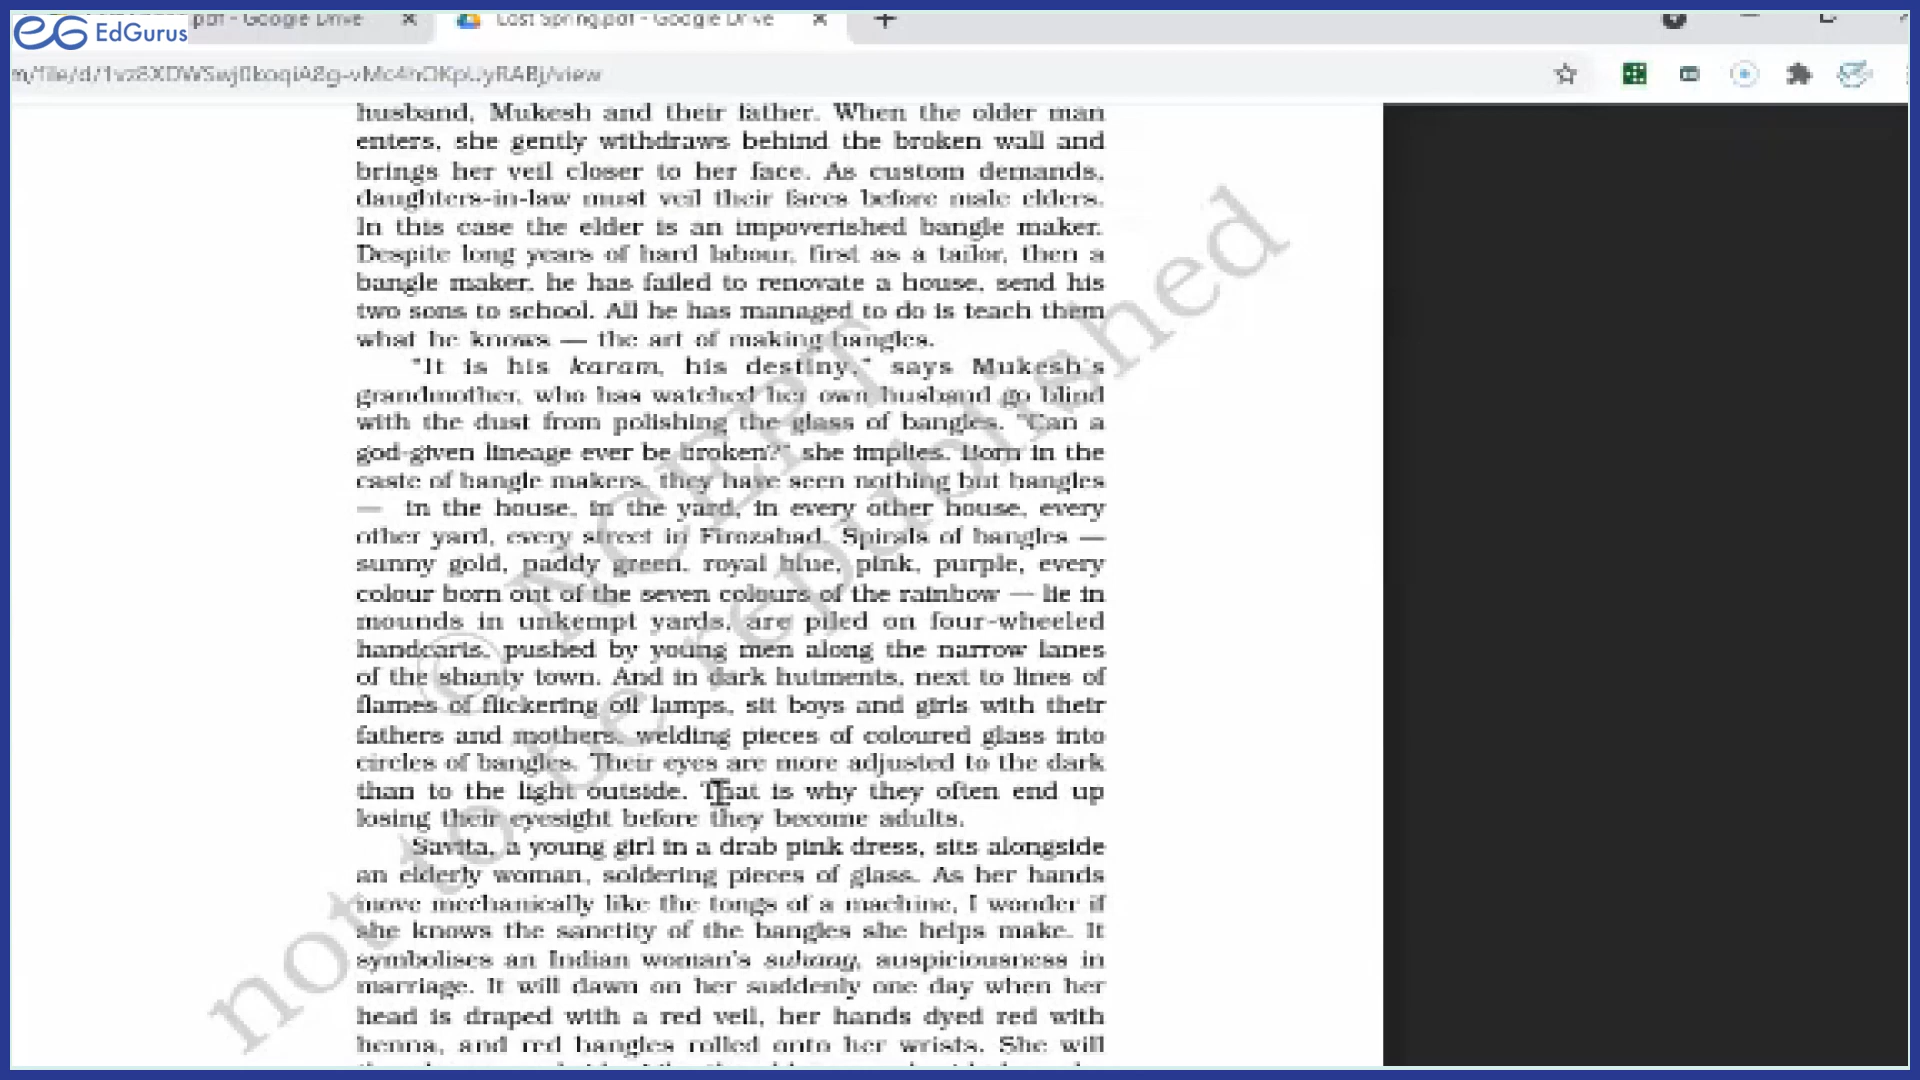 EdGurus
.pdf - Google Drive
Lost Spring.pdf - Google Drive
husband, Mukesh and their father. When the older man
enters, she gently withdraws behind the broken wall and
brings her veil closer to her face. As custom demands,
daughters-in-law must veil their faces before male elders.
In this case the elder is an impoverished bangle maker.
Despite long years of hard labour, first as a tailor, then a
bangle maker, he has failed to renovate a house, send his
two sons to school. All he has managed to do is teach them
what he knows — the art of making bangles.
"It is his karam, his destiny," says Mukesh's
grandmother, who has watched her own husband go blind
with the dust from polishing the glass of bangles. "Can a
god-given lineage ever be broken?" she implies. Born in the
caste of bangle makers, they have seen nothing but bangles
— in the house, in the yard, in every other house, every
other yard, every street in Firozabad. Spirals of bangles —
sunny gold, paddy green, royal blue, pink, purple, every
colour born out of the seven colours of the rainbow — lie in
mounds in unkempt yards, are piled on four-wheeled
handcarts, pushed by young men along the narrow lanes
of the shanty town. And in dark hutments, next to lines of
flames of flickering oil lamps, sit boys and girls with their
fathers and mothers, welding pieces of coloured glass into
circles of bangles. Their eyes are more adjusted to the dark
than to the light outside. That is why they often end up
losing their eyesight before they become adults.
Savita, a young girl in a drab pink dress, sits alongside
an elderly woman, soldering pieces of glass. As her hands
move mechanically like the tongs of a machine, I wonder if
she knows the sanctity of the bangles she helps make. It
symbolises an Indian woman's suhaag, auspiciousness in
marriage. It will dawn on her suddenly one day when her
head is draped with a red veil, her hands dyed red with
henna, and red bangles rolled onto her wrists. She will
© NCERT
not to be republished